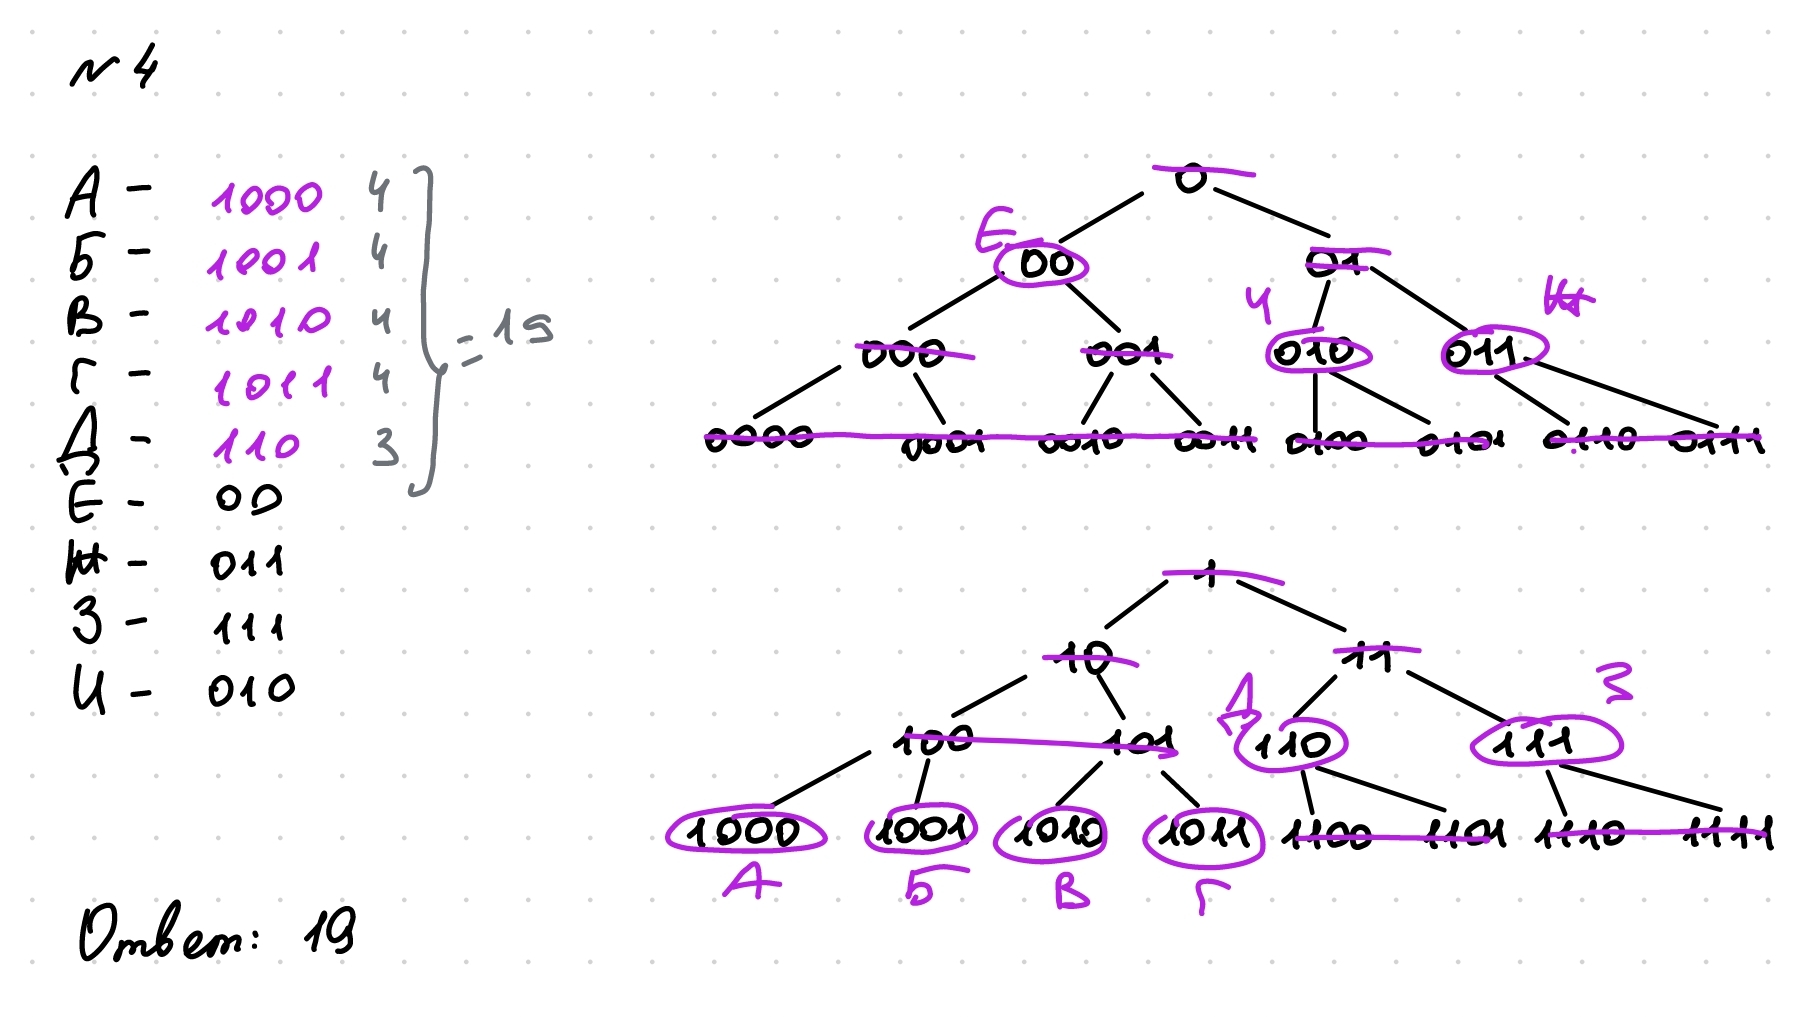 № 4
А - 1000 4
Б - 1001 4
В - 1010 4
Г - 1011 4
Д - 110 3
= 19
Е - 00
Ж - 011
З - 111
И - 010
Ответ: 19
0
Е
00 01
И Ж
000 001 010 011
0000 0001 0010 0011 0100 0101 0110 0111
1
10 11
Д З
100 101 110 111
1000 1001 1010 1011 1100 1101 1110 1111
А Б В Г